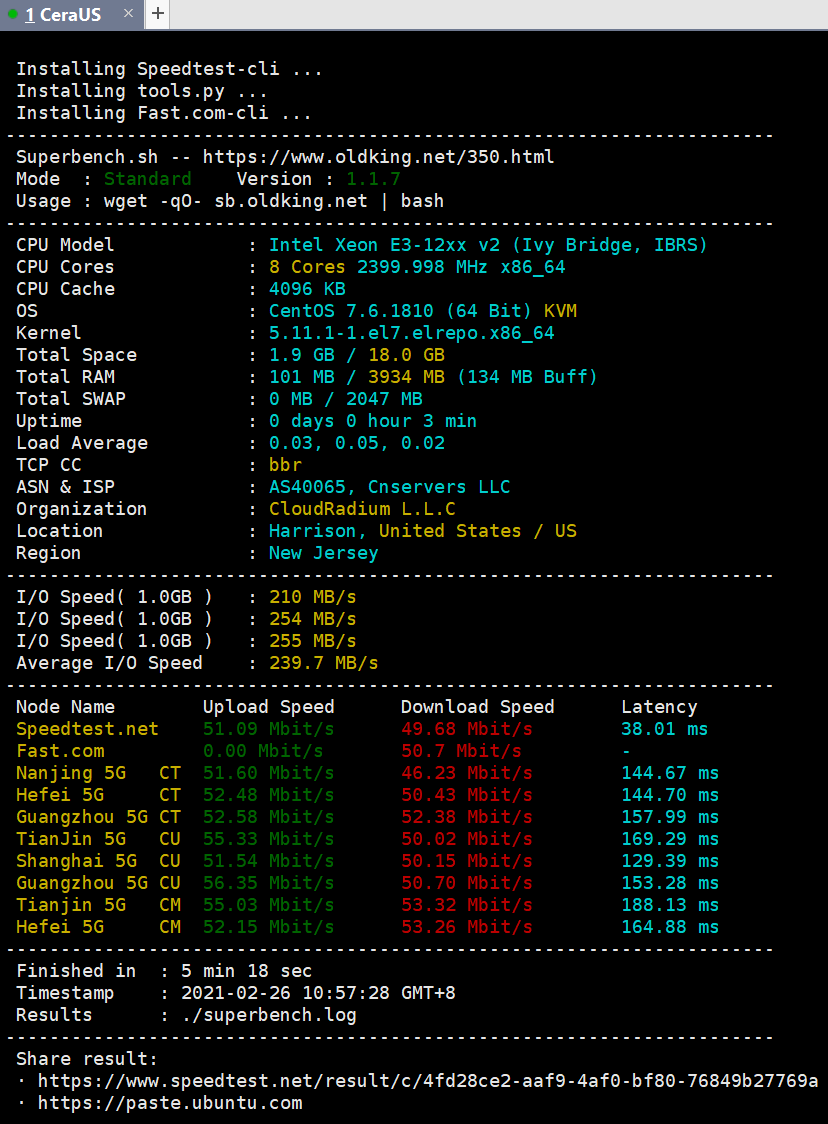 1 CeraUS × +
Installing Speedtest-cli ...
Installing tools.py ...
Installing Fast.com-cli ...
----------------------------------------------------------------------
Superbench.sh -- https://www.oldking.net/350.html
Mode  : Standard    Version : 1.1.7
Usage : wget -qO- sb.oldking.net | bash
----------------------------------------------------------------------
CPU Model            : Intel Xeon E3-12xx v2 (Ivy Bridge, IBRS)
CPU Cores            : 8 Cores 2399.998 MHz x86_64
CPU Cache            : 4096 KB
OS                   : CentOS 7.6.1810 (64 Bit) KVM
Kernel               : 5.11.1-1.el7.elrepo.x86_64
Total Space          : 1.9 GB / 18.0 GB
Total RAM            : 101 MB / 3934 MB (134 MB Buff)
Total SWAP           : 0 MB / 2047 MB
Uptime               : 0 days 0 hour 3 min
Load Average         : 0.03, 0.05, 0.02
TCP CC               : bbr
ASN & ISP            : AS40065, Cnservers LLC
Organization         : CloudRadium L.L.C
Location             : Harrison, United States / US
Region               : New Jersey
----------------------------------------------------------------------
I/O Speed( 1.0GB )   : 210 MB/s
I/O Speed( 1.0GB )   : 254 MB/s
I/O Speed( 1.0GB )   : 255 MB/s
Average I/O Speed    : 239.7 MB/s
----------------------------------------------------------------------
Node Name        Upload Speed      Download Speed      Latency
Speedtest.net    51.09 Mbit/s      49.68 Mbit/s        38.01 ms
Fast.com         0.00 Mbit/s       50.7 Mbit/s         -
Nanjing 5G   CT  51.60 Mbit/s      46.23 Mbit/s        144.67 ms
Hefei 5G     CT  52.48 Mbit/s      50.43 Mbit/s        144.70 ms
Guangzhou 5G CT  52.58 Mbit/s      52.38 Mbit/s        157.99 ms
TianJin 5G   CU  55.33 Mbit/s      50.02 Mbit/s        169.29 ms
Shanghai 5G  CU  51.54 Mbit/s      50.15 Mbit/s        129.39 ms
Guangzhou 5G CU  56.35 Mbit/s      50.70 Mbit/s        153.28 ms
Tianjin 5G   CM  55.03 Mbit/s      53.32 Mbit/s        188.13 ms
Hefei 5G     CM  52.15 Mbit/s      53.26 Mbit/s        164.88 ms
----------------------------------------------------------------------
Finished in  : 5 min 18 sec
Timestamp    : 2021-02-26 10:57:28 GMT+8
Results      : ./superbench.log
----------------------------------------------------------------------
Share result:
· https://www.speedtest.net/result/c/4fd28ce2-aaf9-4af0-bf80-76849b27769a
· https://paste.ubuntu.com